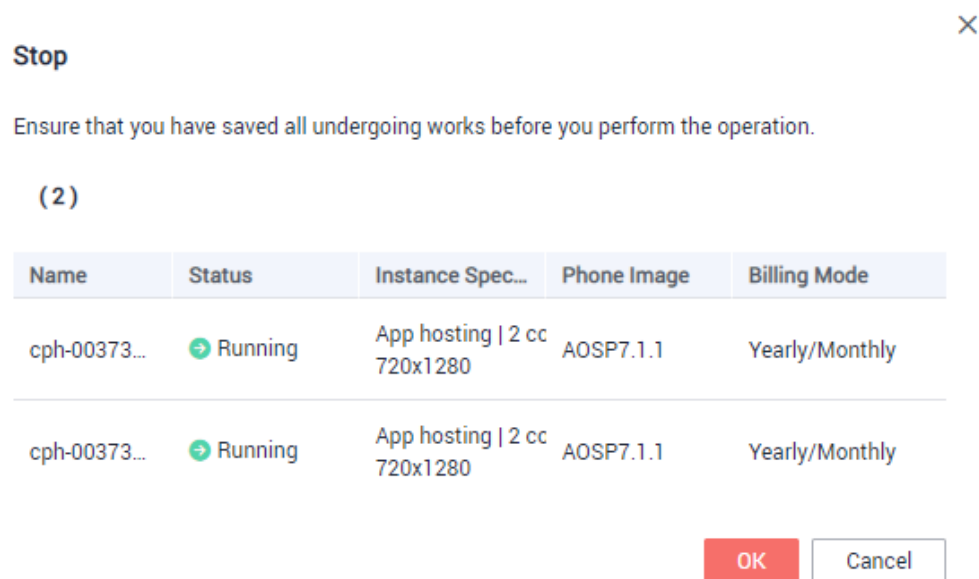 Stop
Ensure that you have saved all undergoing works before you perform the operation.
(2)
Name Status Instance Spec... Phone Image Billing Mode
cph-00373... Running App hosting | 2 cc AOSP7.1.1 Yearly/Monthly
720x1280
cph-00373... Running App hosting | 2 cc AOSP7.1.1 Yearly/Monthly
720x1280
OK Cancel